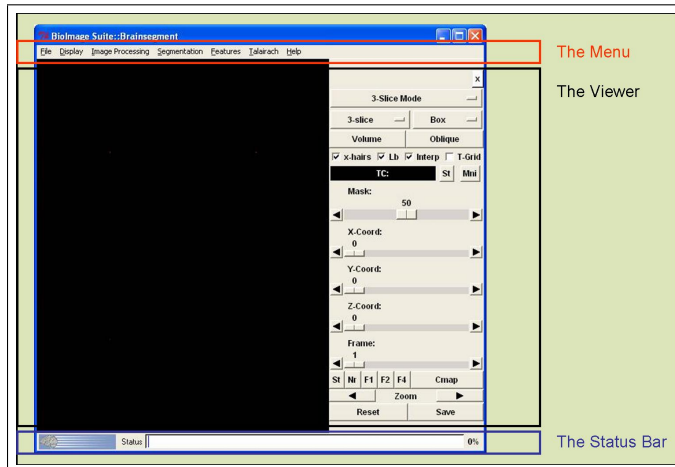 BioImage Suite::Brainsegment
File Display Image Processing Segmentation Features Talairach Help
The Menu
The Viewer
x
3-Slice Mode
3-slice Box
Volume Oblique
x-hairs Lb Interp T-Grid
TC: St Mni
Mask:
50
X-Coord:
0
Y-Coord:
0
Z-Coord:
0
Frame:
1
St Nr F1 F2 F4 Cmap
Zoom
Reset Save
Status 0%
The Status Bar